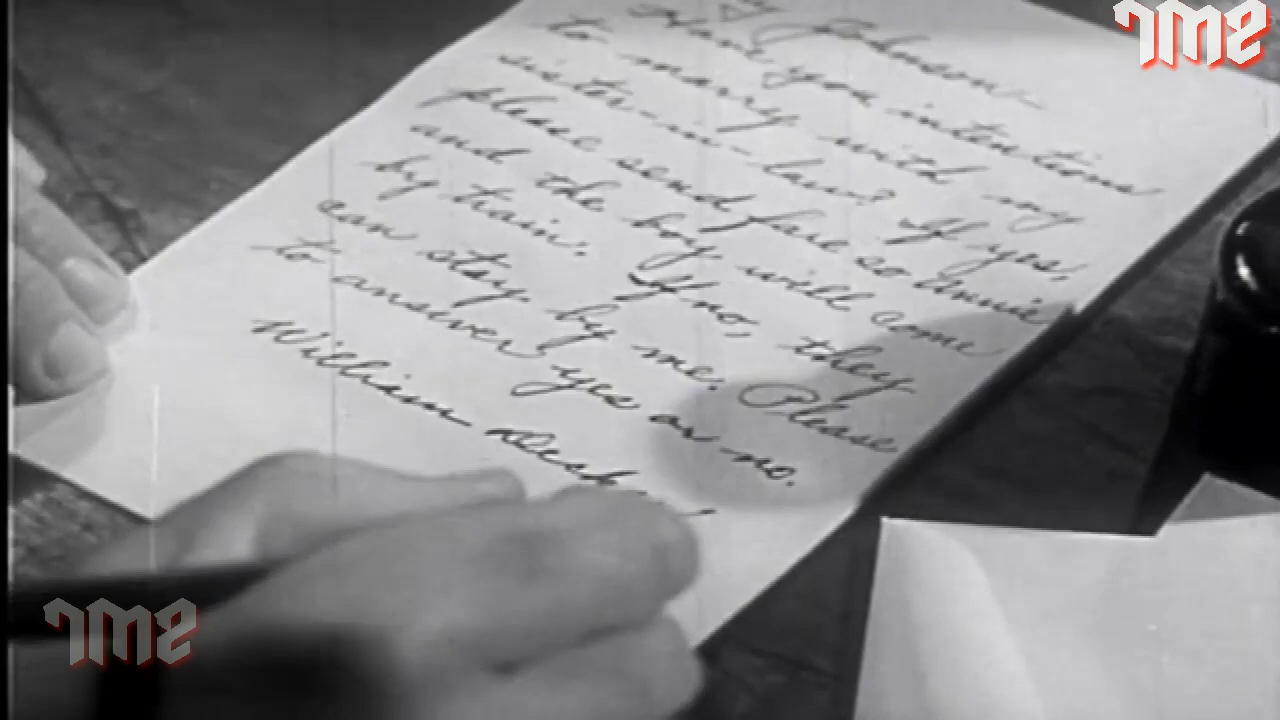 Johnson -
Have you intentions
to marry with my
sister-in-law? If yes,
please send fare so Annie
and the boy will come
by train. If no, they
can stay by me. Please
to answer yes or no.
William Deck